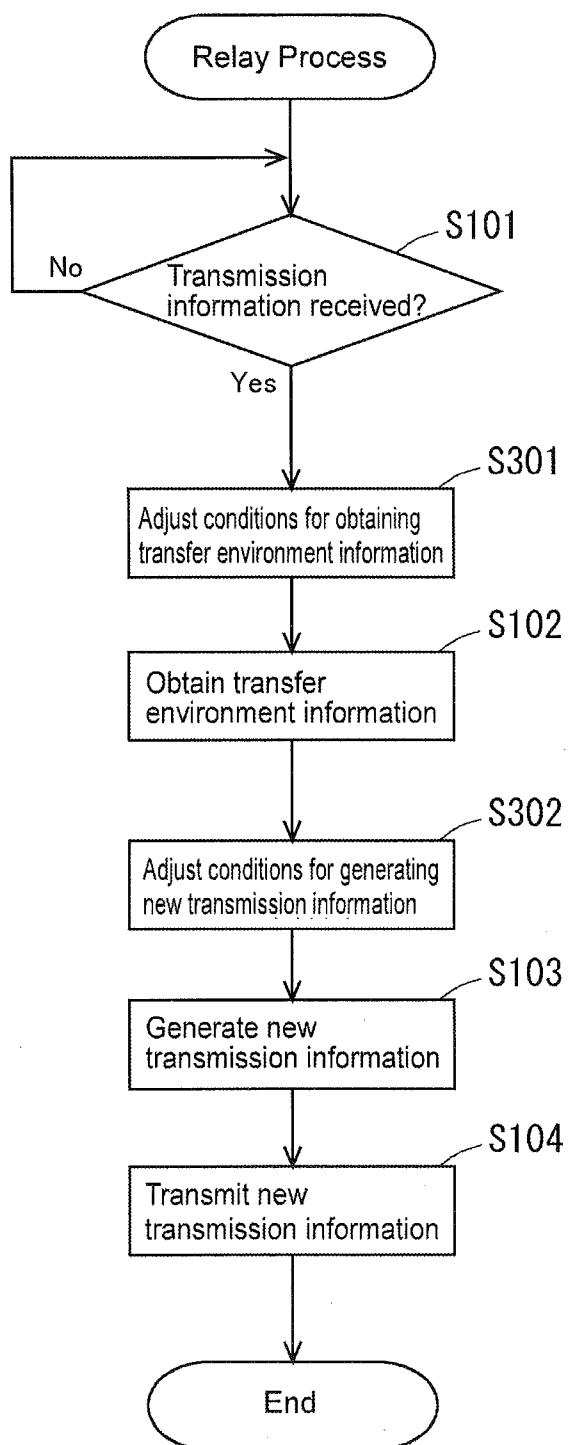 Relay Process
S101
No
Transmission
information received?
Yes
S301
Adjust conditions for obtaining
transfer environment information
S102
Obtain transfer
environment information
S302
Adjust conditions for generating
new transmission information
S103
Generate new
transmission information
S104
Transmit new
transmission information
End